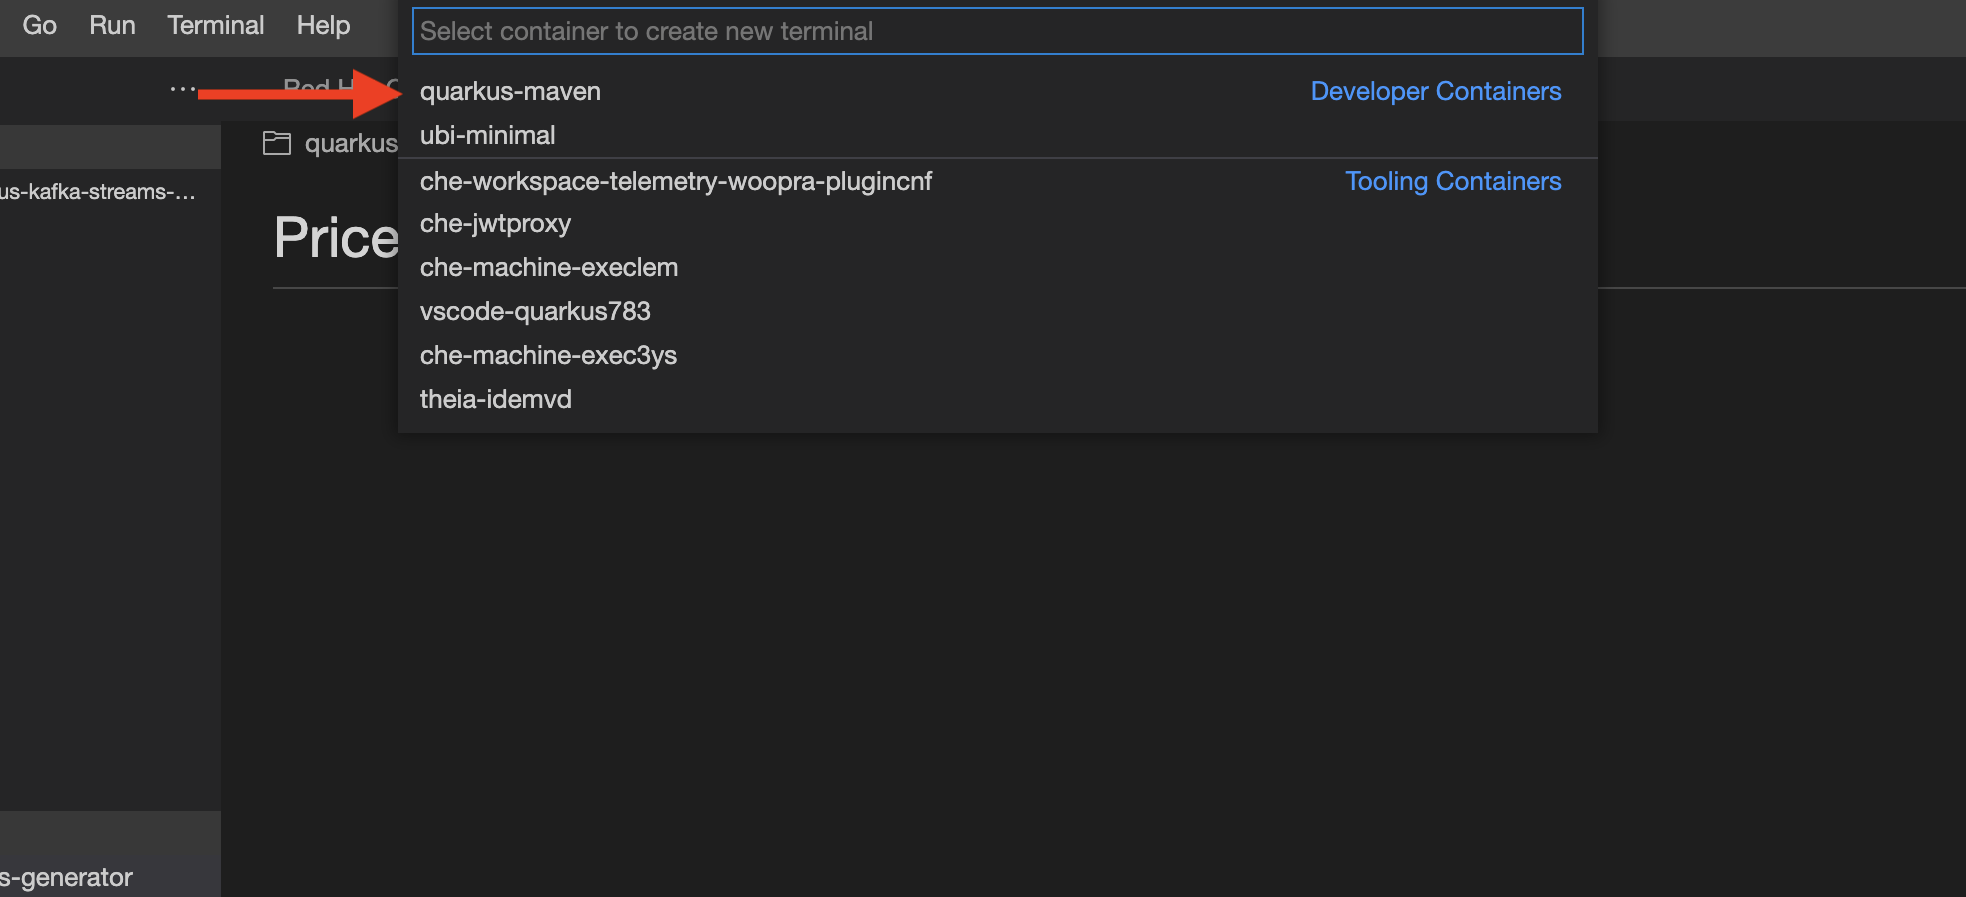 Go Run Terminal Help
Select container to create new terminal
quarkus-maven Developer Containers
ubi-minimal
che-workspace-telemetry-woopra-plugincnf Tooling Containers
che-jwtproxy
che-machine-execlem
vscode-quarkus783
che-machine-exec3ys
theia-idemvd
...
Red H
quarkus
us-kafka-streams-...
Price
s-generator